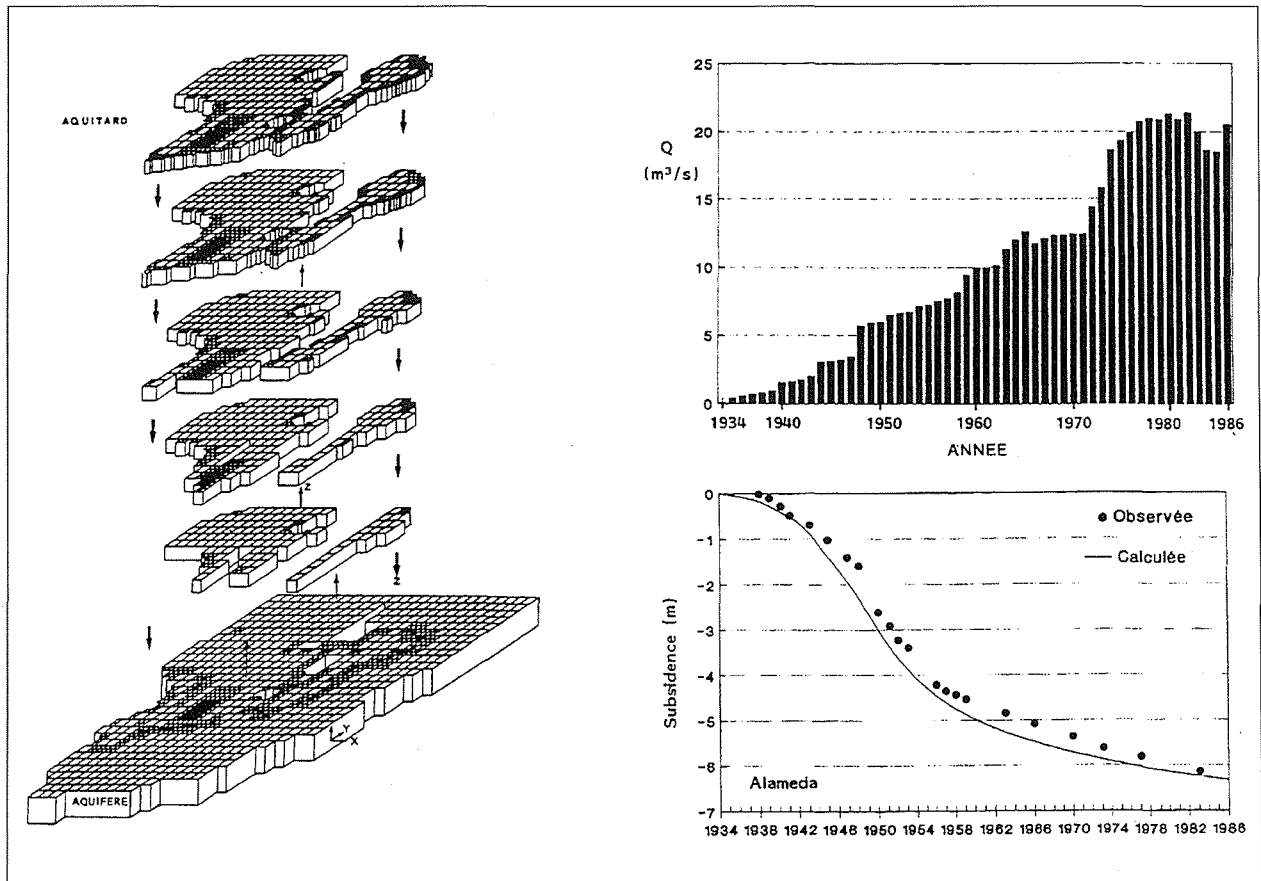 AQUITARD
Z
Z
Y
X
AQUIFERE
25
20
15
10
5
0
Q
(m³/s)
1934 1940 1950 1960 1970 1980 1986
ANNEE
0
-1
-2
-3
-4
-5
-6
-7
Subsidence (m)
Observée
Calculée
Alameda
1934 1938 1942 1946 1950 1954 1958 1962 1966 1970 1974 1978 1982 1986